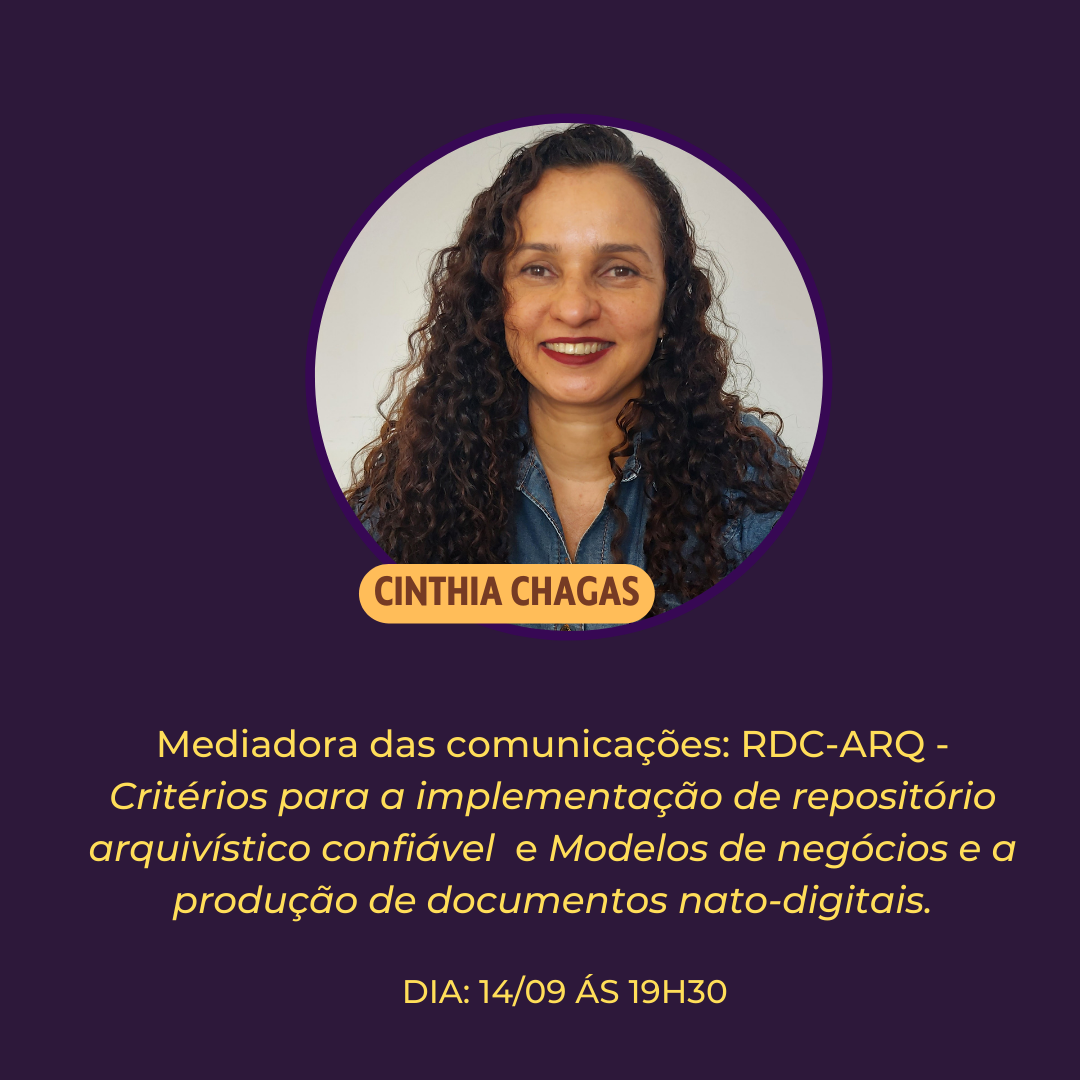 CINTHIA CHAGAS
Mediadora das comunicações: RDC-ARQ -
Critérios para a implementação de repositório
arquivístico confiável e Modelos de negócios e a
produção de documentos nato-digitais.
DIA: 14/09 ÁS 19H30